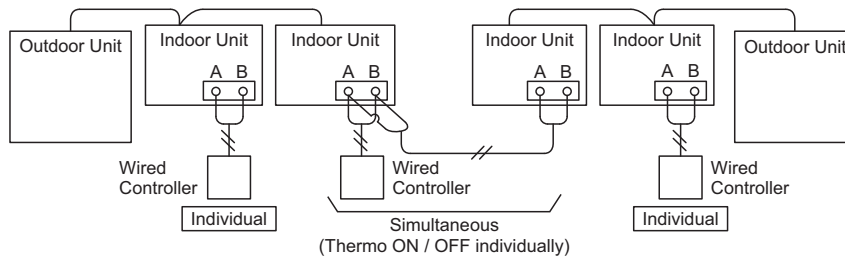 Outdoor Unit
Indoor Unit
Indoor Unit
Indoor Unit
Indoor Unit
Outdoor Unit
A B
A B
A B
A B
Wired
Controller
Wired
Controller
Wired
Controller
Individual
Simultaneous
(Thermo ON / OFF individually)
Individual